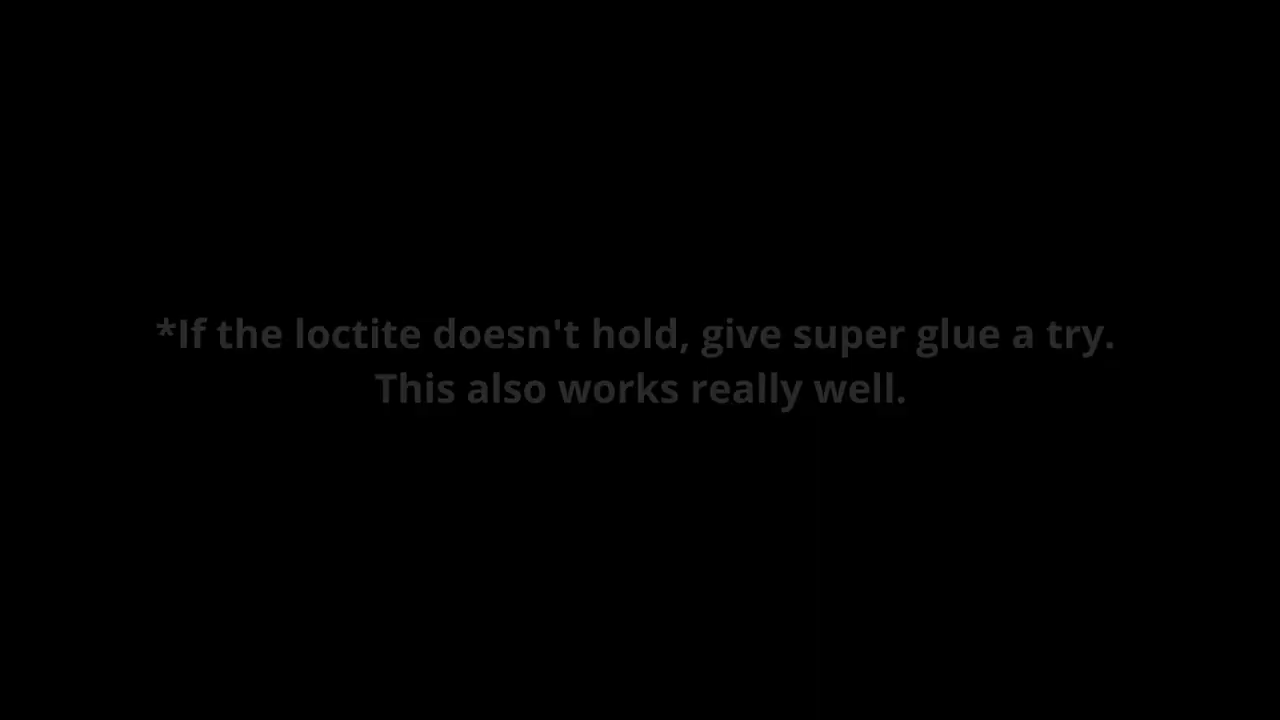 *If the loctite doesn't hold, give super glue a try.
This also works really well.